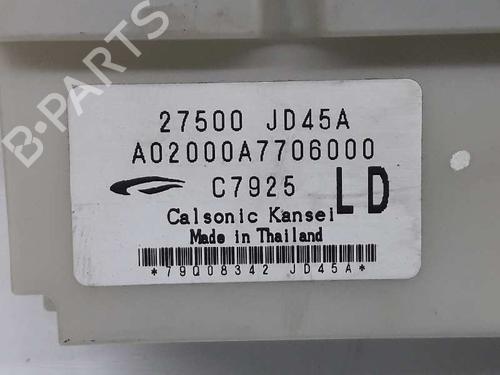 B-PARTS
27500 JD45A
A02000A7706000
C7925 LD
Calsonic Kansei
Made in Thailand
*79Q08342 JD45A*